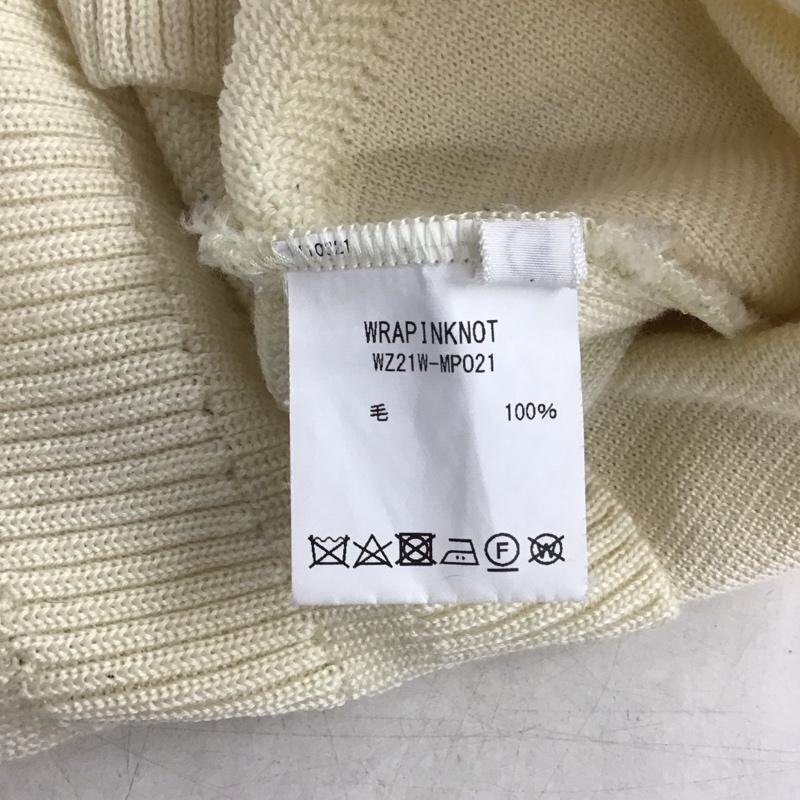 WRAPINKNOT
WZ21W-MP021
毛 100%
F
W